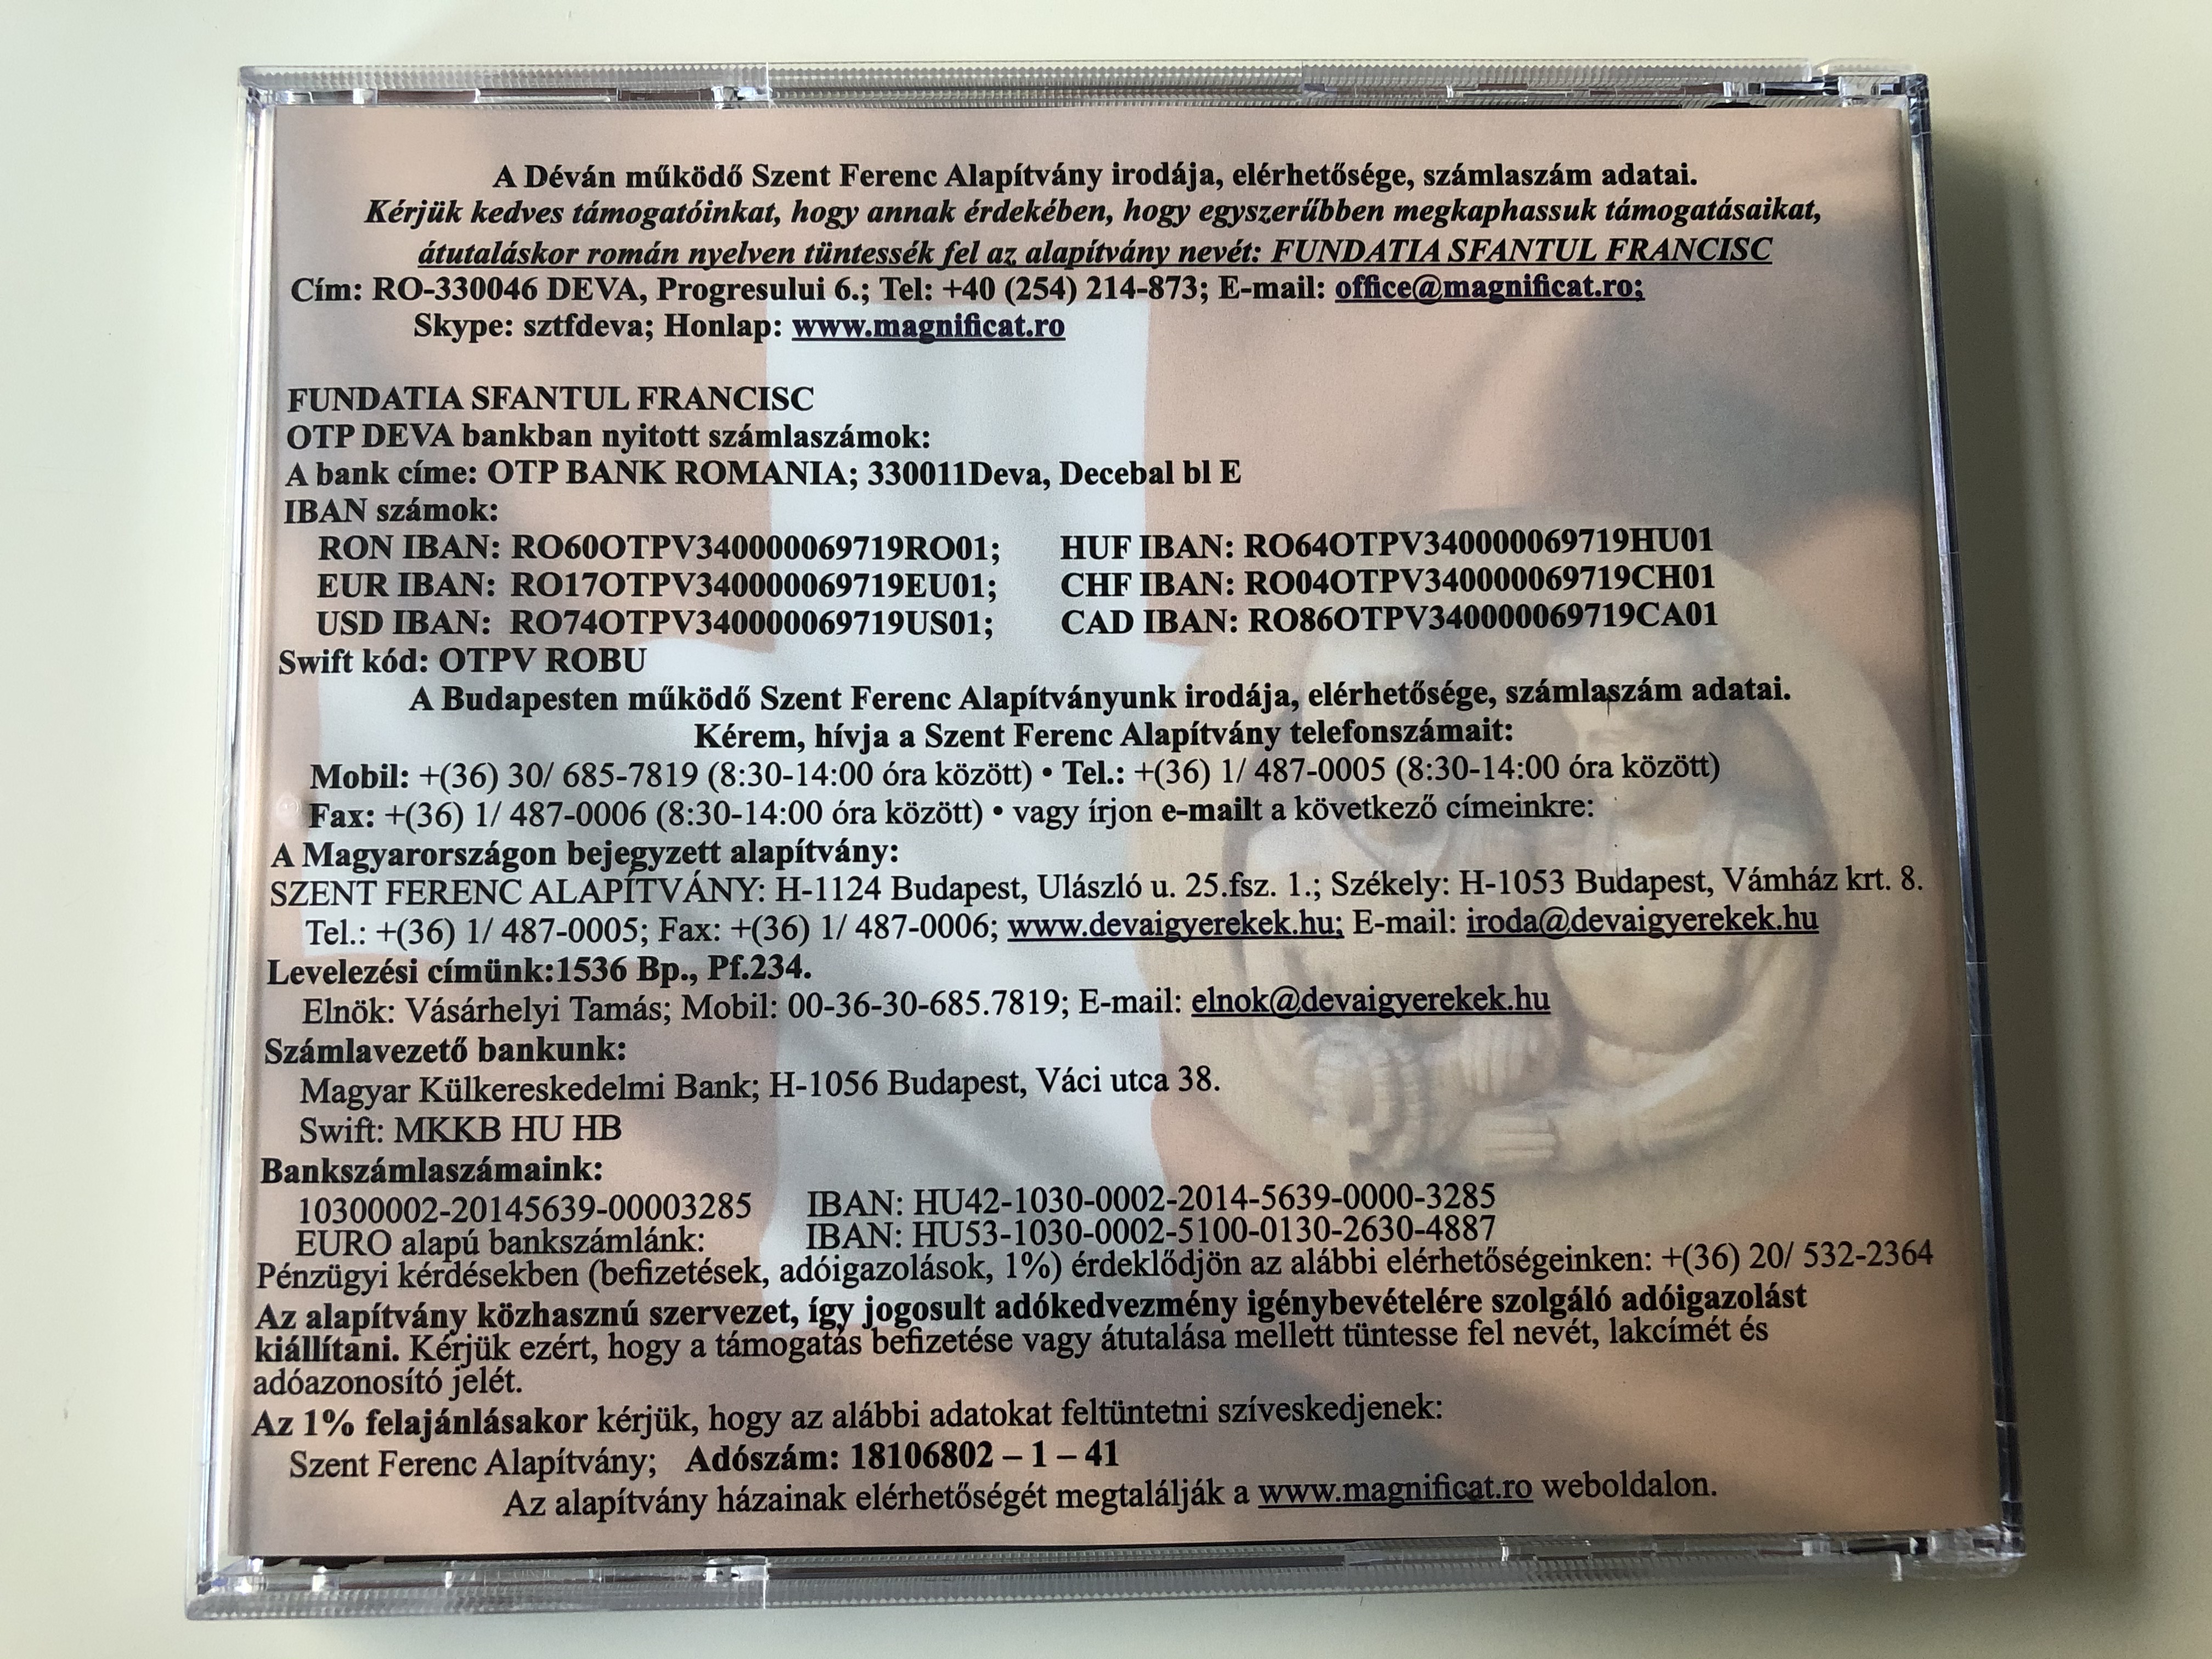 A Déván működő Szent Ferenc Alapítvány irodája, elérhetősége, számlaszám adatai.
Kérjük kedves támogatóinkat, hogy annak érdekében, hogy egyszerűbben megkaphassuk támogatásaikat,
átutaláskor román nyelven tüntessék fel az alapítvány nevét: FUNDATIA SFANTUL FRANCISC
Cím: RO-330046 DEVA, Progresului 6.; Tel: +40 (254) 214-873; E-mail: office@magnificat.ro;
Skype: sztfdeva; Honlap: www.magnificat.ro
FUNDATIA SFANTUL FRANCISC
OTP DEVA bankban nyitott számlaszámok:
A bank címe: OTP BANK ROMANIA; 330011Deva, Decebal bl E
IBAN számok:
RON IBAN: RO60OTPV340000069719RO01; HUF IBAN: RO64OTPV340000069719HU01
EUR IBAN: RO17OTPV340000069719EU01; CHF IBAN: RO04OTPV340000069719CH01
USD IBAN: RO74OTPV340000069719US01; CAD IBAN: RO86OTPV340000069719CA01
Swift kód: OTPV ROBU
A Budapesten működő Szent Ferenc Alapítványunk irodája, elérhetősége, számlaszám adatai.
Kérem, hívja a Szent Ferenc Alapítvány telefonszámait:
Mobil: +(36) 30/ 685-7819 (8:30-14:00 óra között) • Tel.: +(36) 1/ 487-0005 (8:30-14:00 óra között)
Fax: +(36) 1/ 487-0006 (8:30-14:00 óra között) • vagy írjon e-mailt a következő címeinkre:
A Magyarországon bejegyzett alapítvány:
SZENT FERENC ALAPÍTVÁNY: H-1124 Budapest, Ulászló u. 25.fsz. 1.; Székely: H-1053 Budapest, Vámház krt. 8.
Tel.: +(36) 1/ 487-0005; Fax: +(36) 1/ 487-0006; www.devaigyerekek.hu; E-mail: iroda@devaigyerekek.hu
Levelezési címünk:1536 Bp., Pf.234.
Elnök: Vásárhelyi Tamás; Mobil: 00-36-30-685.7819; E-mail: elnok@devaigyerekek.hu
Számlavezető bankunk:
Magyar Külkereskedelmi Bank; H-1056 Budapest, Váci utca 38.
Swift: MKKB HU HB
Bankszámlaszámaink:
10300002-20145639-00003285 IBAN: HU42-1030-0002-2014-5639-0000-3285
EURO alapú bankszámlánk: IBAN: HU53-1030-0002-5100-0130-2630-4887
Pénzügyi kérdésekben (befizetések, adóigazolások, 1%) érdeklődjön az alábbi elérhetőségeinken: +(36) 20/ 532-2364
Az alapítvány közhasznú szervezet, így jogosult adókedvezmény igénybevételére szolgáló adóigazolást
kiállítani. Kérjük ezért, hogy a támogatás befizetése vagy átutalása mellett tüntesse fel nevét, lakcímét és
adóazonosító jelét.
Az 1% felajánlásakor kérjük, hogy az alábbi adatokat feltüntetni szíveskedjenek:
Szent Ferenc Alapítvány; Adószám: 18106802 – 1 – 41
Az alapítvány házainak elérhetőségét megtalálják a www.magnificat.ro weboldalon.